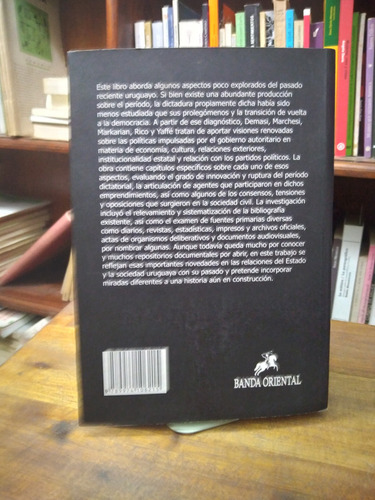 Este libro aborda algunos aspectos poco explorados del pasado
reciente uruguayo. Si bien existe una abundante producción
sobre el período, la dictadura propiamente dicha había sido
menos estudiada que sus prolegómenos y la transición de vuelta
a la democracia. A partir de ese diagnóstico, Demasi, Marchesi,
Markarian, Rico y Yaffé tratan de aportar visiones renovadas
sobre las políticas impulsadas por el gobierno autoritario en
materia de economía, cultura, relaciones exteriores,
institucionalidad estatal y relación con los partidos políticos. La
obra contiene capítulos específicos sobre cada uno de esos
aspectos, evaluando el grado de innovación y ruptura del período
dictatorial, la articulación de agentes que participaron en dichos
emprendimientos, así como algunos de los consensos, tensiones
y oposiciones que surgieron en la sociedad civil. La investigación
incluyó el relevamiento y sistematización de la bibliografía
existente, así como el examen de fuentes primarias diversas
como diarios, revistas, estadísticas, impresos y archivos oficiales,
actas de organismos deliberativos y documentos audiovisuales,
por nombrar algunas. Aunque todavía queda mucho por conocer
y muchos repositorios documentales por abrir, en este trabajo se
reflejan esas importantes novedades en las relaciones del Estado
y la sociedad uruguaya con su pasado y pretende incorporar
miradas diferentes a una historia aún en construcción.
BANDA ORIENTAL